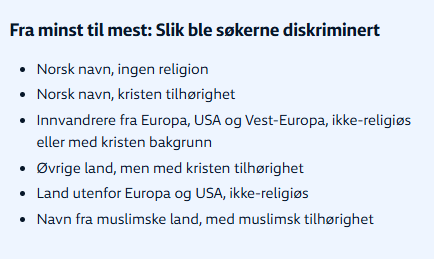 Fra minst til mest: Slik ble søkerne diskriminert
• Norsk navn, ingen religion
• Norsk navn, kristen tilhørighet
• Innvandrere fra Europa, USA og Vest-Europa, ikke-religiøs
eller med kristen bakgrunn
• Øvrige land, men med kristen tilhørighet
• Land utenfor Europa og USA, ikke-religiøs
• Navn fra muslimske land, med muslimsk tilhørighet